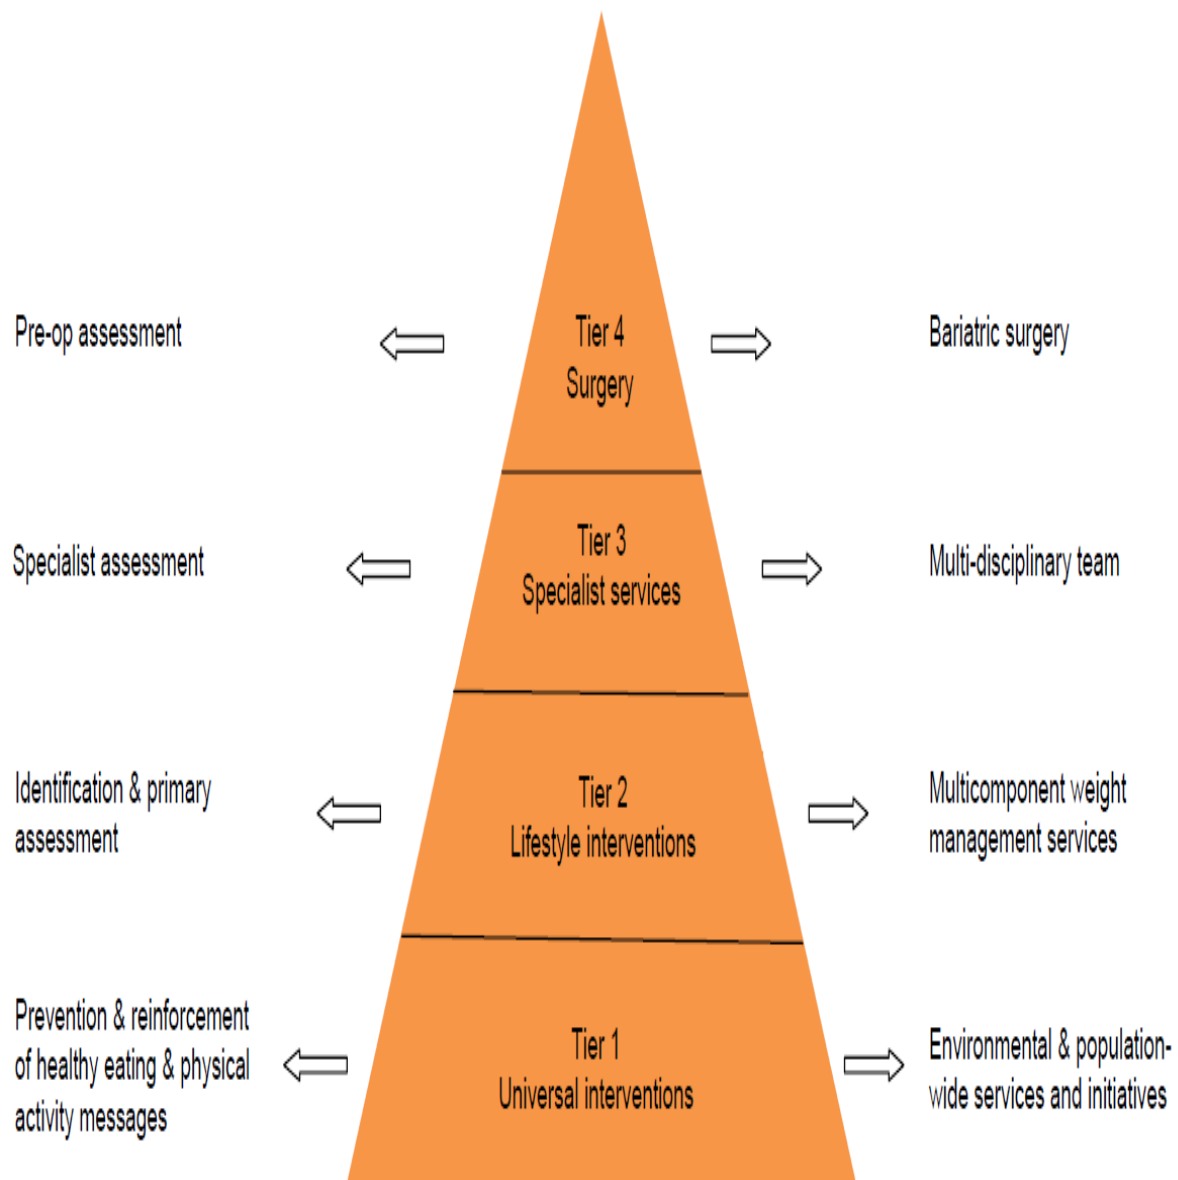 Pre-op assessment
Tier 4
Surgery
Bariatric surgery
Specialist assessment
Tier 3
Specialist services
Multi-disciplinary team
Identification & primary
assessment
Tier 2
Lifestyle interventions
Multicomponent weight
management services
Prevention & reinforcement
of healthy eating & physical
activity messages
Tier 1
Universal interventions
Environmental & population-
wide services and initiatives